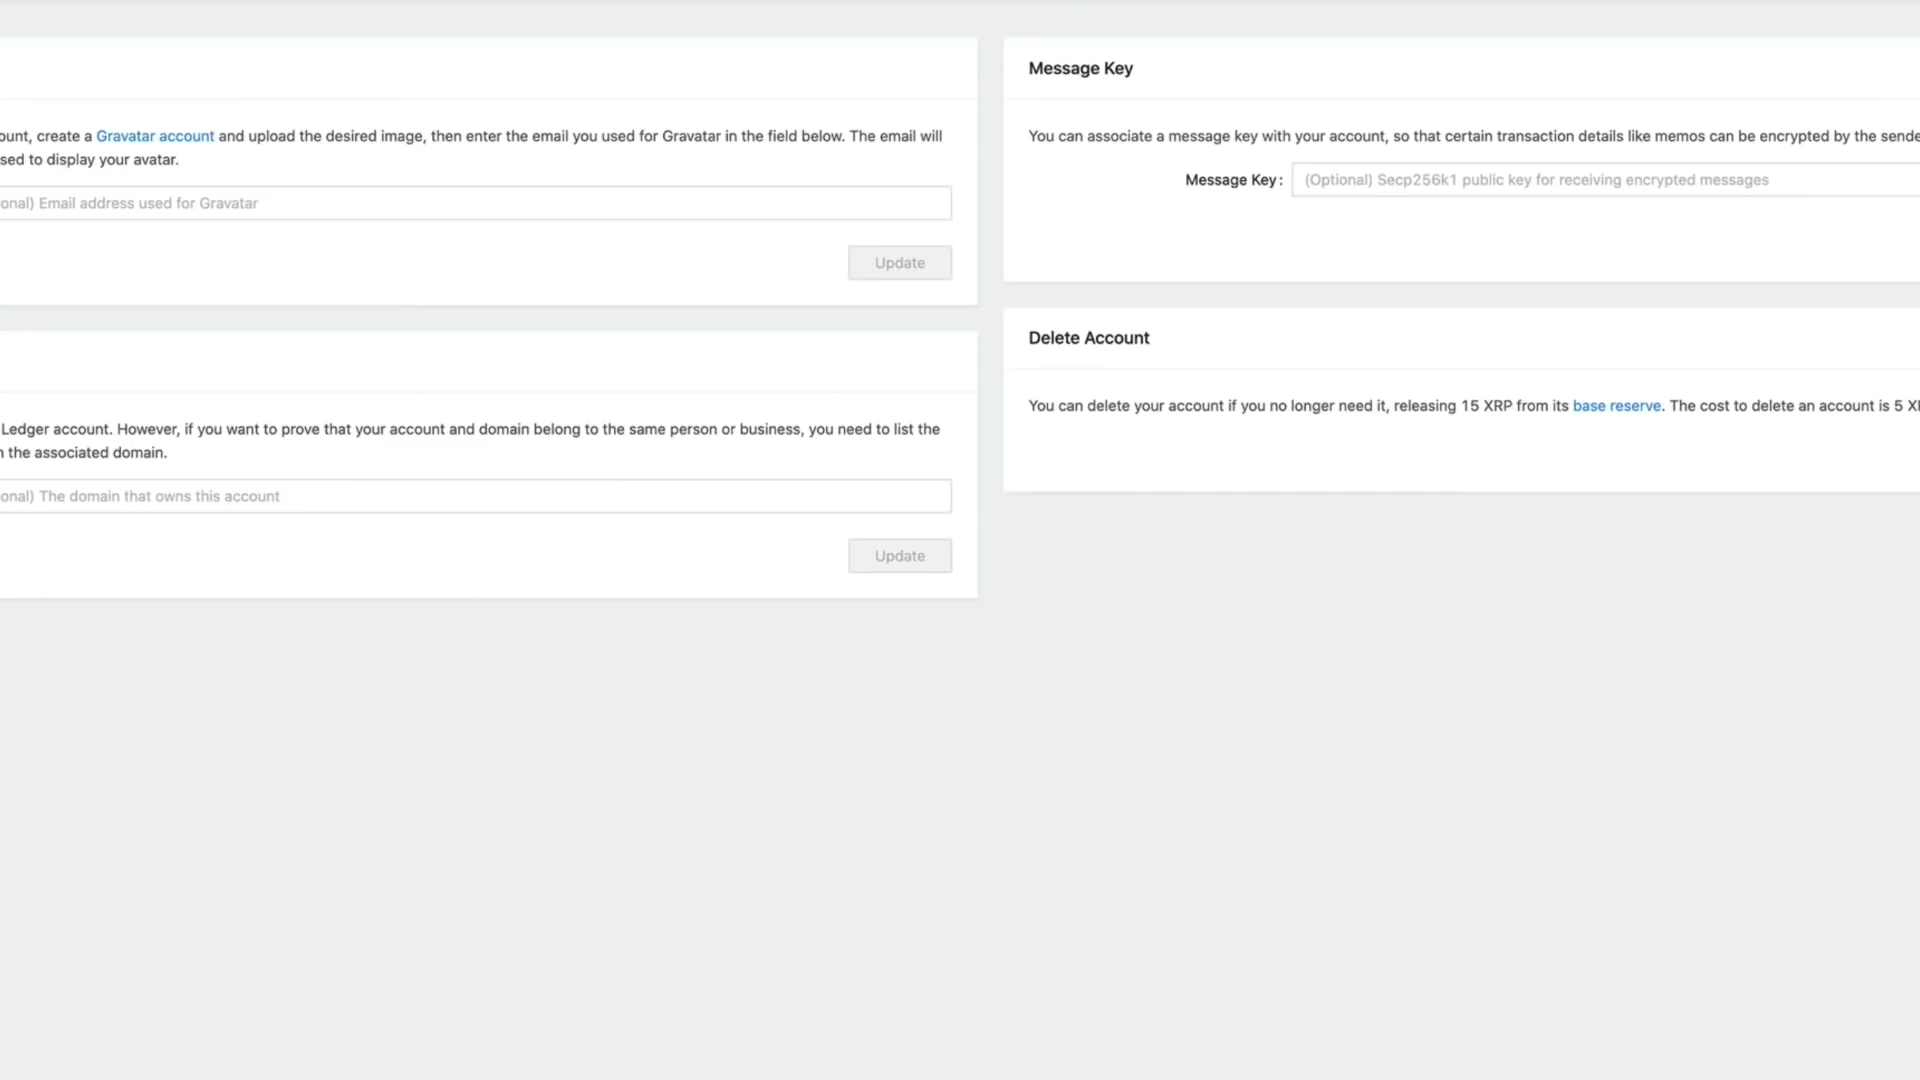 ount, create a Gravatar account and upload the desired image, then enter the email you used for Gravatar in the field below. The email will
sed to display your avatar.
onal) Email address used for Gravatar
Update
Ledger account. However, if you want to prove that your account and domain belong to the same person or business, you need to list the
the associated domain.
onal) The domain that owns this account
Update
Message Key
You can associate a message key with your account, so that certain transaction details like memos can be encrypted by the sende
Message Key: (Optional) Secp256k1 public key for receiving encrypted messages
Delete Account
You can delete your account if you no longer need it, releasing 15 XRP from its base reserve. The cost to delete an account is 5 X